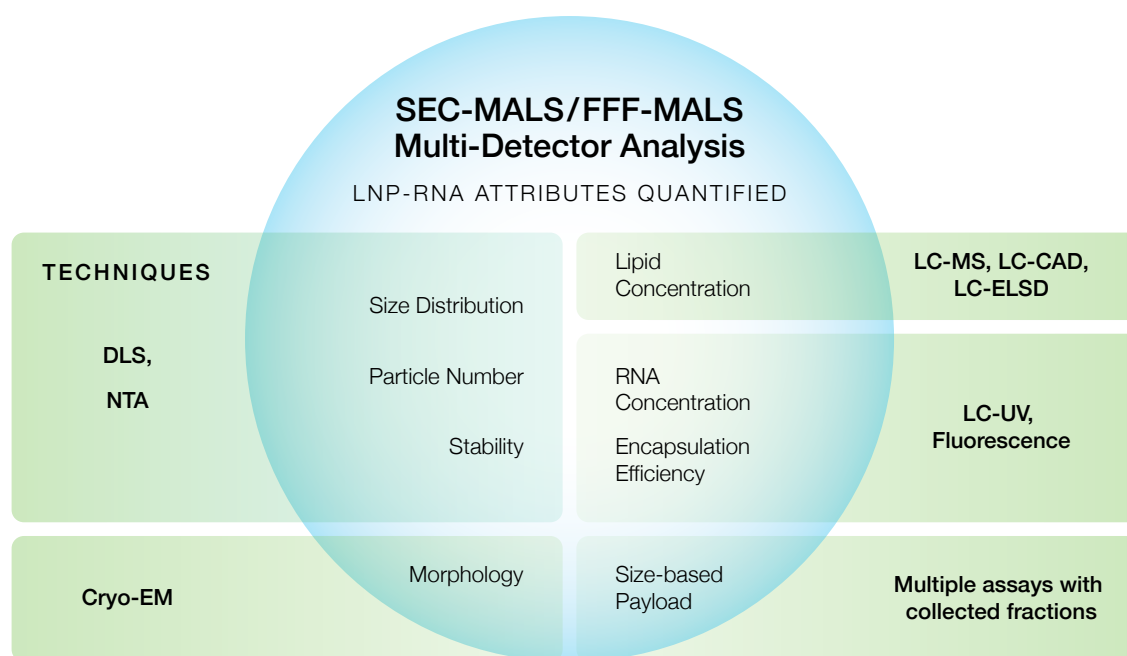 SEC-MALS/FFF-MALS
Multi-Detector Analysis
LNP-RNA ATTRIBUTES QUANTIFIED
TECHNIQUES
DLS,
NTA
Size Distribution
Particle Number
Stability
Lipid
Concentration
LC-MS, LC-CAD,
LC-ELSD
RNA
Concentration
Encapsulation
Efficiency
LC-UV,
Fluorescence
Cryo-EM
Morphology
Size-based
Payload
Multiple assays with
collected fractions